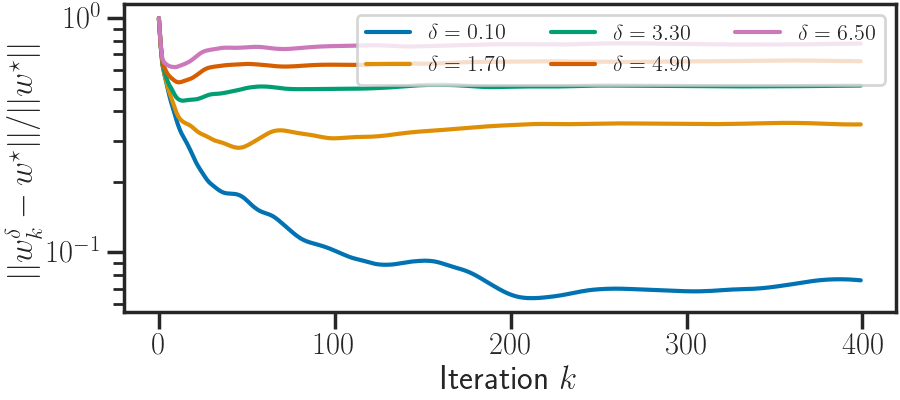 ||w_k^δ − w^⋆||/||w^⋆||
10^0
10^{−1}
δ = 0.10 δ = 3.30 δ = 6.50
δ = 1.70 δ = 4.90
0 100 200 300 400
Iteration k